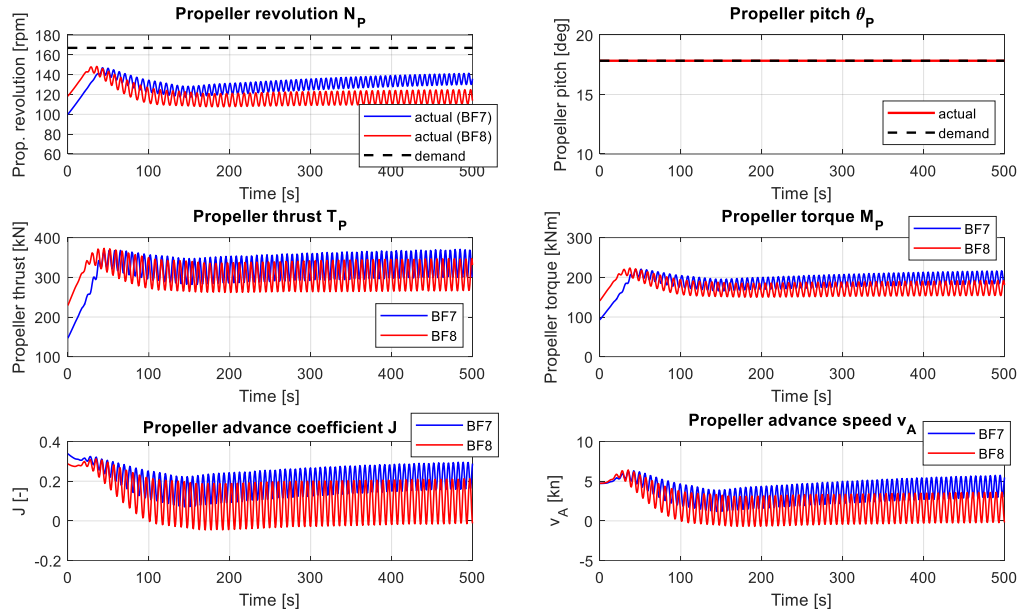 Propeller revolution N_P
Prop. revolution [rpm]
180
160
140
120
100
80
60
0 100 200 300 400 500
Time [s]
actual (BF7)
actual (BF8)
demand
Propeller pitch θ_P
Propeller pitch [deg]
20
15
10
0 100 200 300 400 500
Time [s]
actual
demand
Propeller thrust T_P
Propeller thrust [kN]
400
300
200
100
0 100 200 300 400 500
Time [s]
BF7
BF8
Propeller torque M_P
Propeller torque [kNm]
300
200
100
0
0 100 200 300 400 500
Time [s]
BF7
BF8
Propeller advance coefficient J
J [-]
0.4
0.2
0
-0.2
0 100 200 300 400 500
Time [s]
BF7
BF8
Propeller advance speed v_A
v_A [kn]
10
5
0
-5
0 100 200 300 400 500
Time [s]
BF7
BF8